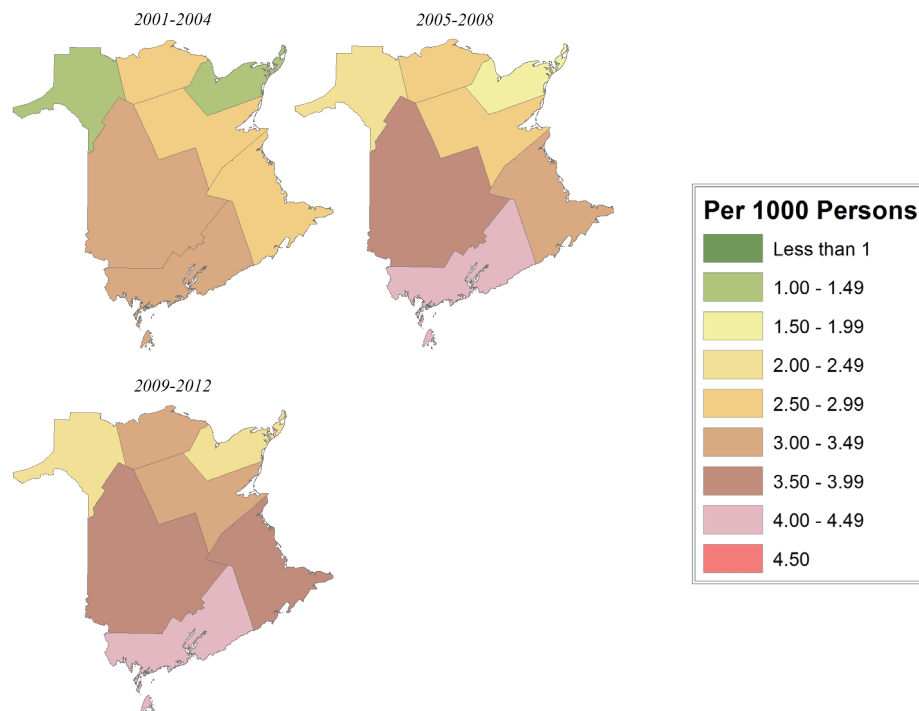 2001-2004
2005-2008
2009-2012
Per 1000 Persons
Less than 1
1.00 - 1.49
1.50 - 1.99
2.00 - 2.49
2.50 - 2.99
3.00 - 3.49
3.50 - 3.99
4.00 - 4.49
4.50